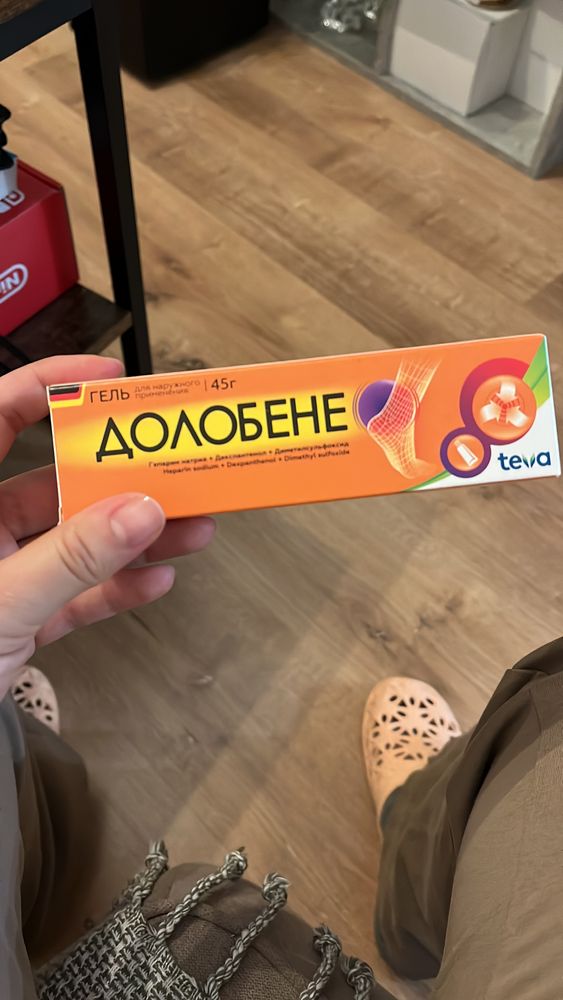 ГЕЛЬ для наружного применения | 45г
ДОЛОБЕНЕ
Гепарин натрия + Декспантенол + Диметилсульфоксид
Heparin sodium + Dexpanthenol + Dimethyl sulfoxide
teva